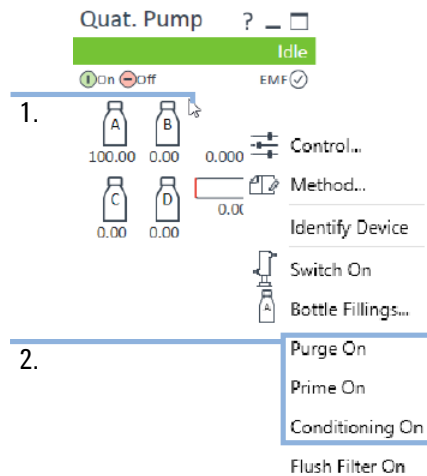 Quat. Pump ?
Idle
On Off EMF
1.
A B
100.00 0.00 0.000
Control...
Method...
C D
0.00 0.00
Identify Device
Switch On
A
Bottle Fillings...
2.
Purge On
Prime On
Conditioning On
Flush Filter On